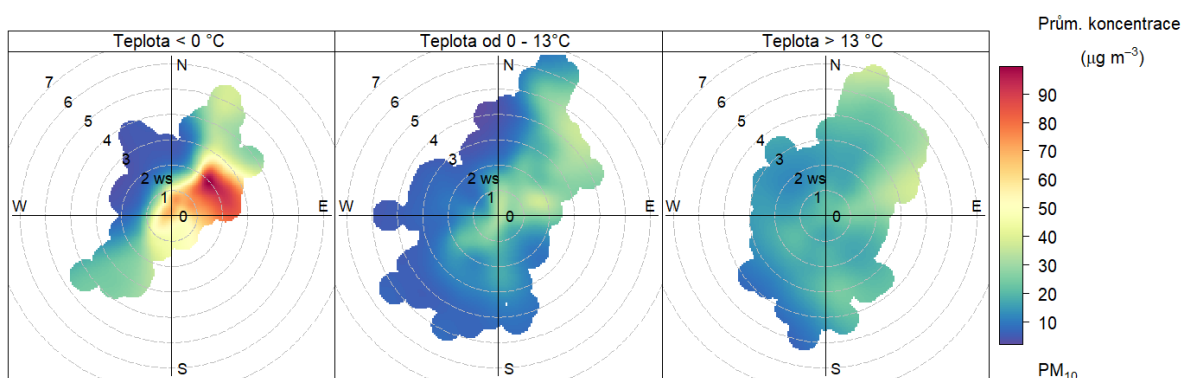 Teplota < 0 °C
Teplota od 0 - 13°C
Teplota > 13 °C
Prům. koncentrace
(μg m⁻³)
N
7
6
5
4
3
2 ws
1
0
W
E
S
N
7
6
5
4
3
2 ws
1
0
W
E
S
N
7
6
5
4
3
2 ws
1
0
W
E
S
90
80
70
60
50
40
30
20
10
PM₁₀